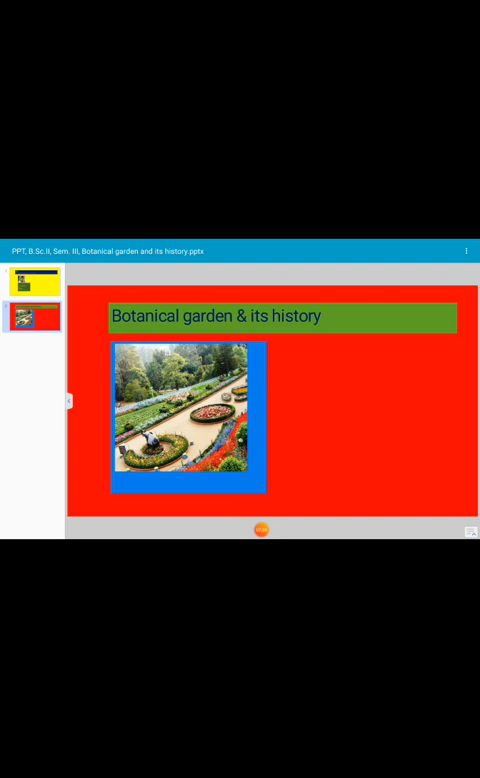 PPT, B.Sc.II, Sem. III, Botanical garden and its history.pptx
Botanical garden & its history